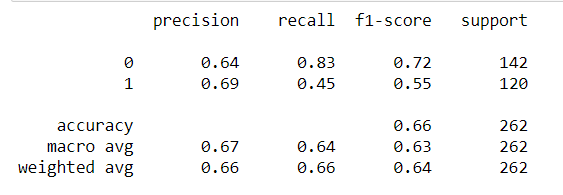 precision recall f1-score support
0 0.64 0.83 0.72 142
1 0.69 0.45 0.55 120
accuracy 0.66 262
macro avg 0.67 0.64 0.63 262
weighted avg 0.66 0.66 0.64 262